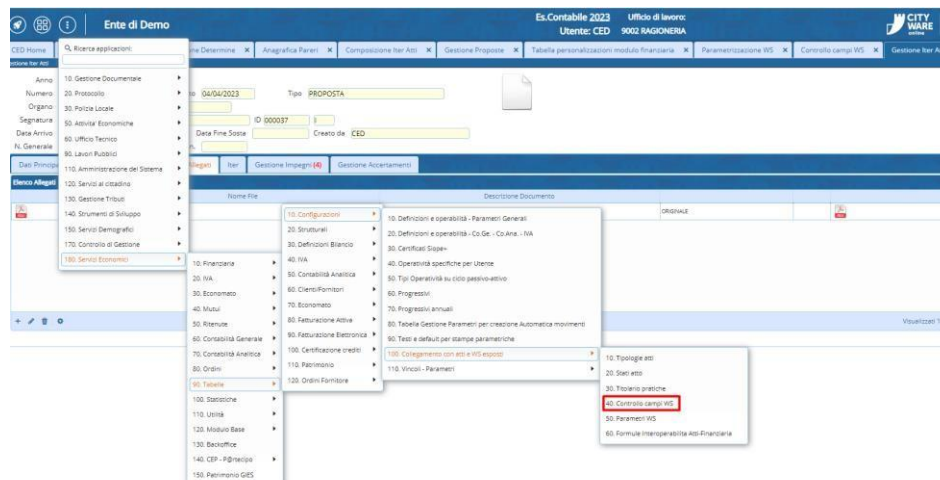 Ente di Demo
Es.Contabile 2023 Ufficio di lavoro:
Utente: CED 9002 RAGIONERIA
CITY WARE online
CED Home
Ricerca applicazioni:
Determine
Anagrafica Pareri
Composizione Iter Atti
Gestione Proposte
Tabella personalizzazioni modulo finanziaria
Parametrizzazione WS
Controllo campi WS
Gestione Iter A
Gestione Iter Atti
Anno
Numero
04/04/2023
Tipo PROPOSTA
Organo
Segnatura
ID 000037
Data Arrivo
Data Fine Sosta
Creato da CED
N. Generale
n.
Dati Principa
Allegati
Iter
Gestione Impegni (4)
Gestione Accertamenti
Elenco Allegati
Nome File
Descrizione Documento
ORIGINALE
10. Gestione Documentale
20. Protocollo
30. Polizia Locale
50. Attivita' Economiche
60. Ufficio Tecnico
90. Lavori Pubblici
110. Amministrazione del Sistema
120. Servizi al cittadino
130. Gestione Tributi
140. Strumenti di Sviluppo
150. Servizi Demografici
170. Controllo di Gestione
180. Servizi Economici
10. Finanziaria
20. IVA
30. Economato
40. Mutui
50. Ritenute
60. Contabilità Generale
70. Contabilità Analitica
80. Ordini
90. Tabelle
100. Statistiche
110. Utilità
120. Modulo Base
130. Backoffice
140. CEP - P@rtecipo
150. Patrimonio GIES
10. Configurazioni
20. Strutturali
30. Definizioni Bilancio
40. IVA
50. Contabilità Analitica
60. Clienti/Fornitori
70. Economato
80. Fatturazione Attiva
90. Fatturazione Elettronica
100. Certificazione crediti
110. Patrimonio
120. Ordini Fornitore
10. Definizioni e operabilità - Parametri Generali
20. Definizioni e operabilità - Co.Ge. - Co.Ana. - IVA
30. Certificati Siope+
40. Operatività specifiche per Utente
50. Tipi Operatività su ciclo passivo-attivo
60. Progressivi
70. Progressivi annuali
80. Tabella Gestione Parametri per creazione Automatica movimenti
90. Testi e default per stampe parametriche
100. Collegamento con atti e WS esposti
110. Vincoli - Parametri
10. Tipologie atti
20. Stati atto
30. Titolario pratiche
40. Controllo campi WS
50. Parametri WS
60. Formule Interoperabilita Atti-Finanziaria
Visualizzati 1